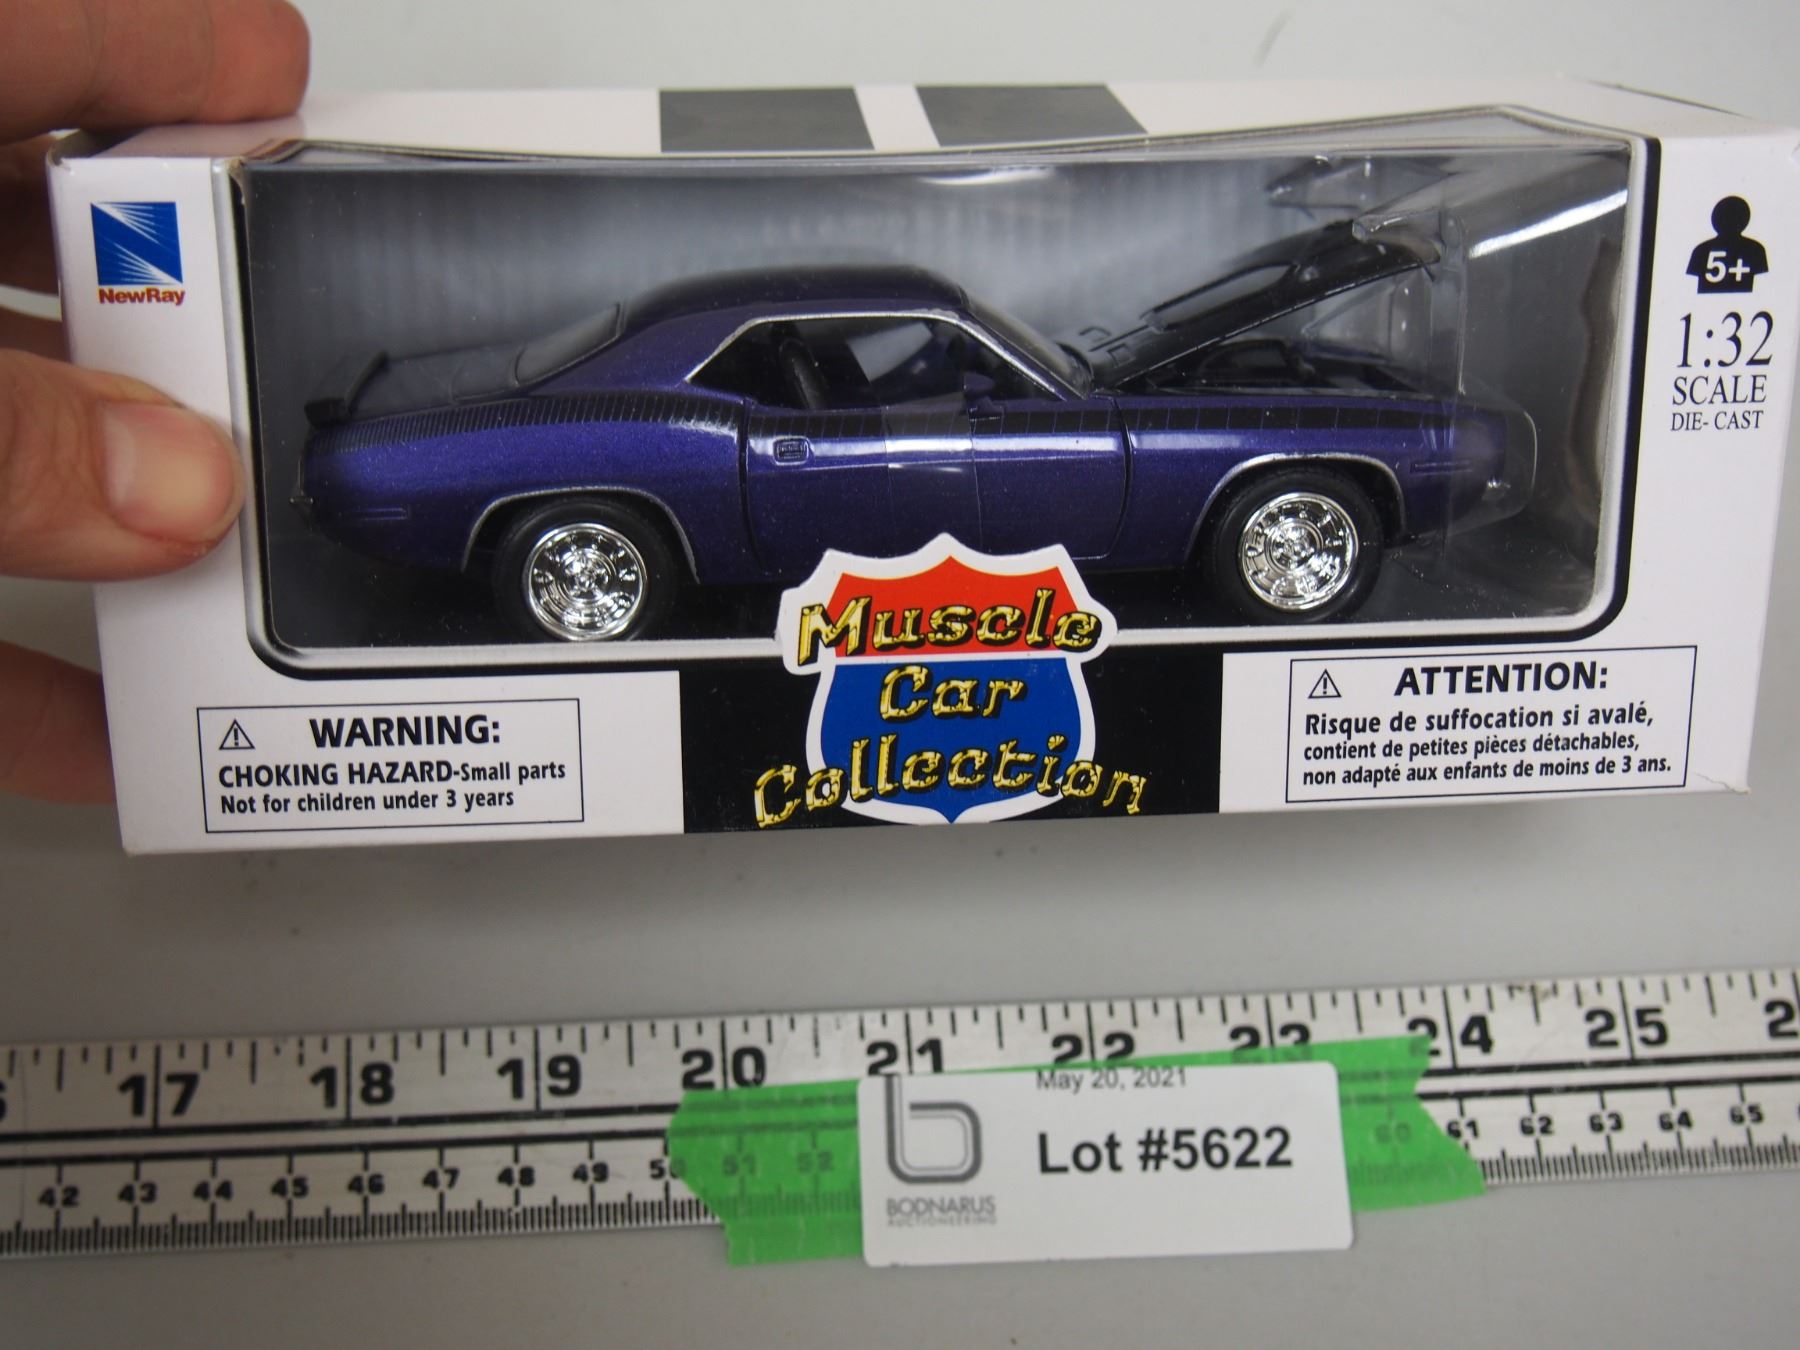 NewRay
5+
1:32
SCALE
DIE-CAST
Muscle
Car
Collection
WARNING:
CHOKING HAZARD-Small parts
Not for children under 3 years
ATTENTION:
Risque de suffocation si avalé,
contient de petites pièces détachables,
non adapté aux enfants de moins de 3 ans.
17 18 19 20 21 22 23 24 25
May 20, 2021
Lot #5622
BODNARUS
AUCTIONEERING
42 43 44 45 46 47 48 49 50 51 52 60 61 62 63 64 65